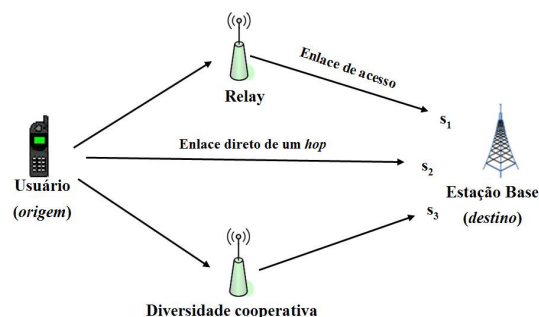 Relay
Enlace de acesso
s1
Enlace direto de um hop
s2
Usuário
(origem)
s3
Estação Base
(destino)
Diversidade cooperativa